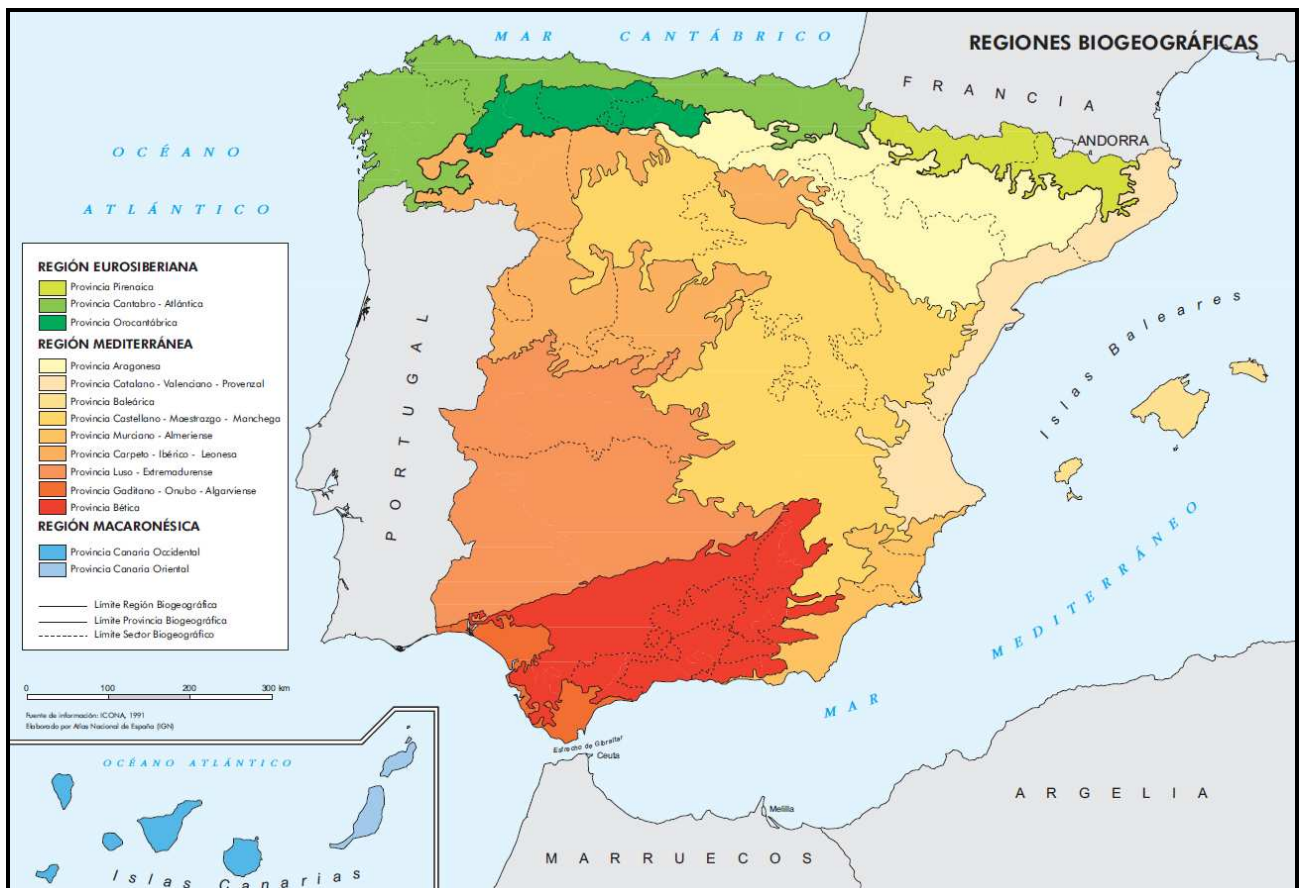 MAR CANTÁBRICO
REGIONES BIOGEOGRÁFICAS
FRANCIA
ANDORRA
OCÉANO
ATLÁNTICO
REGIÓN EUROSIBERIANA
Provincia Pirenaica
Provincia Cantabro - Atlántica
Provincia Orocantábrica
REGIÓN MEDITERRÁNEA
Provincia Aragonesa
Provincia Catalano - Valenciano - Provenzal
Provincia Baleárica
Provincia Castellano - Maestrazgo - Manchega
Provincia Murciano - Almeriense
Provincia Carpeto - Ibérico - Leonesa
Provincia Luso - Extremadurense
Provincia Gaditano - Onubo - Algarviense
Provincia Bética
REGIÓN MACARONÉSICA
Provincia Canaria Occidental
Provincia Canaria Oriental
Límite Región Biogeográfica
Límite Provincia Biogeográfica
Límite Sector Biogeográfico
PORTUGAL
Islas Baleares
MAR MEDITERRÁNEO
0 100 200 300 km
Fuente de información: ICONA, 1991
Elaborado por Atlas Nacional de España (IGN)
Estrecho de Gibraltar
Ceuta
Melilla
OCÉANO ATLÁNTICO
Islas Canarias
MARRUECOS
ARGELIA